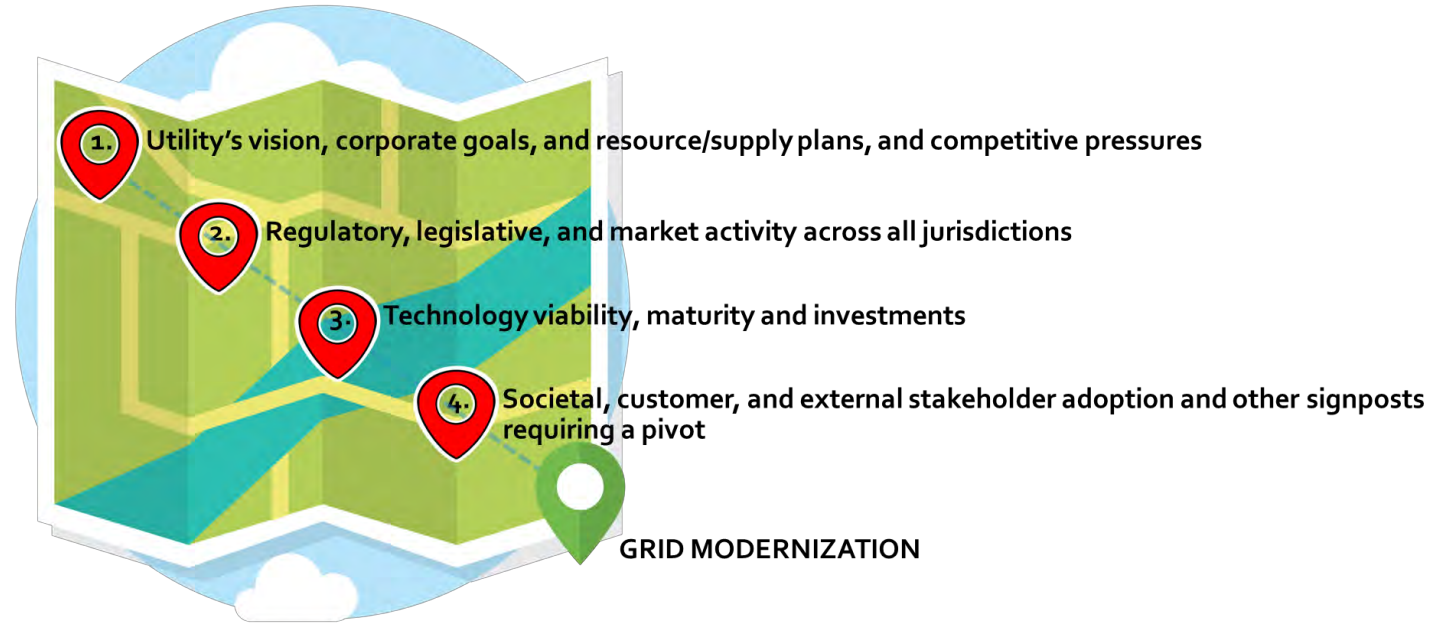 1. Utility's vision, corporate goals, and resource/supply plans, and competitive pressures
2. Regulatory, legislative, and market activity across all jurisdictions
3. Technology viability, maturity and investments
4. Societal, customer, and external stakeholder adoption and other signposts
requiring a pivot
GRID MODERNIZATION